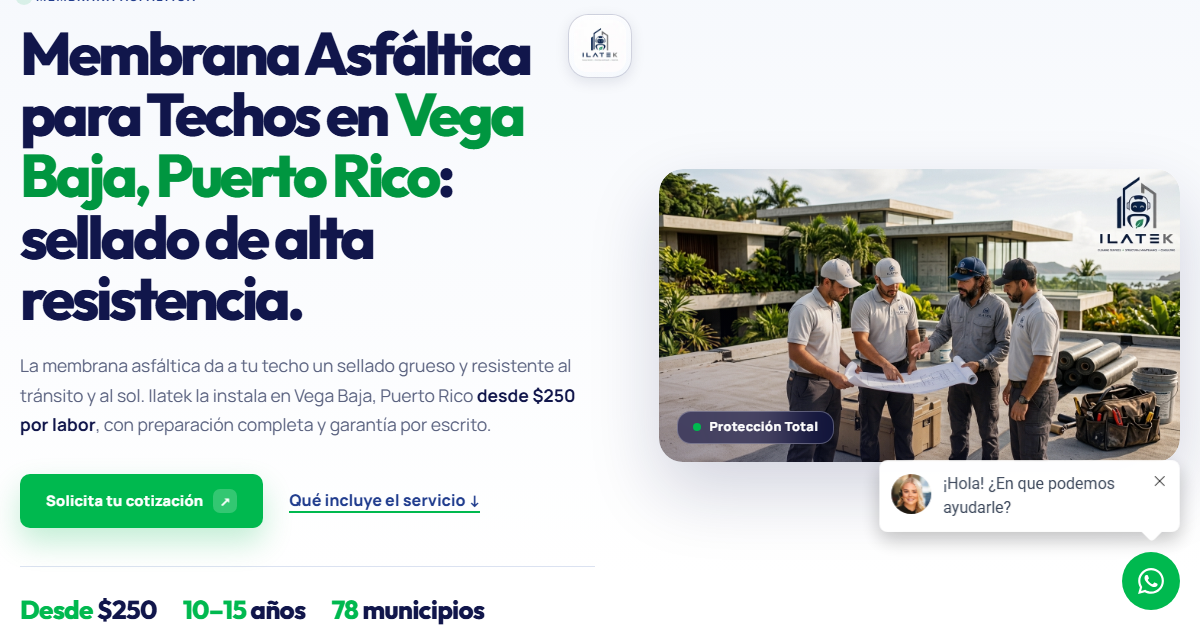 Membrana Asfáltica
para Techos en Vega
Baja, Puerto Rico:
sellado de alta
resistencia.
ILATEK
La membrana asfáltica da a tu techo un sellado grueso y resistente al
tránsito y al sol. Ilatek la instala en Vega Baja, Puerto Rico desde $250
por labor, con preparación completa y garantía por escrito.
Solicita tu cotización ↗
Qué incluye el servicio ↓
Desde $250
10–15 años
78 municipios
ILATEK
Protección Total
¡Hola! ¿En que podemos
ayudarle?